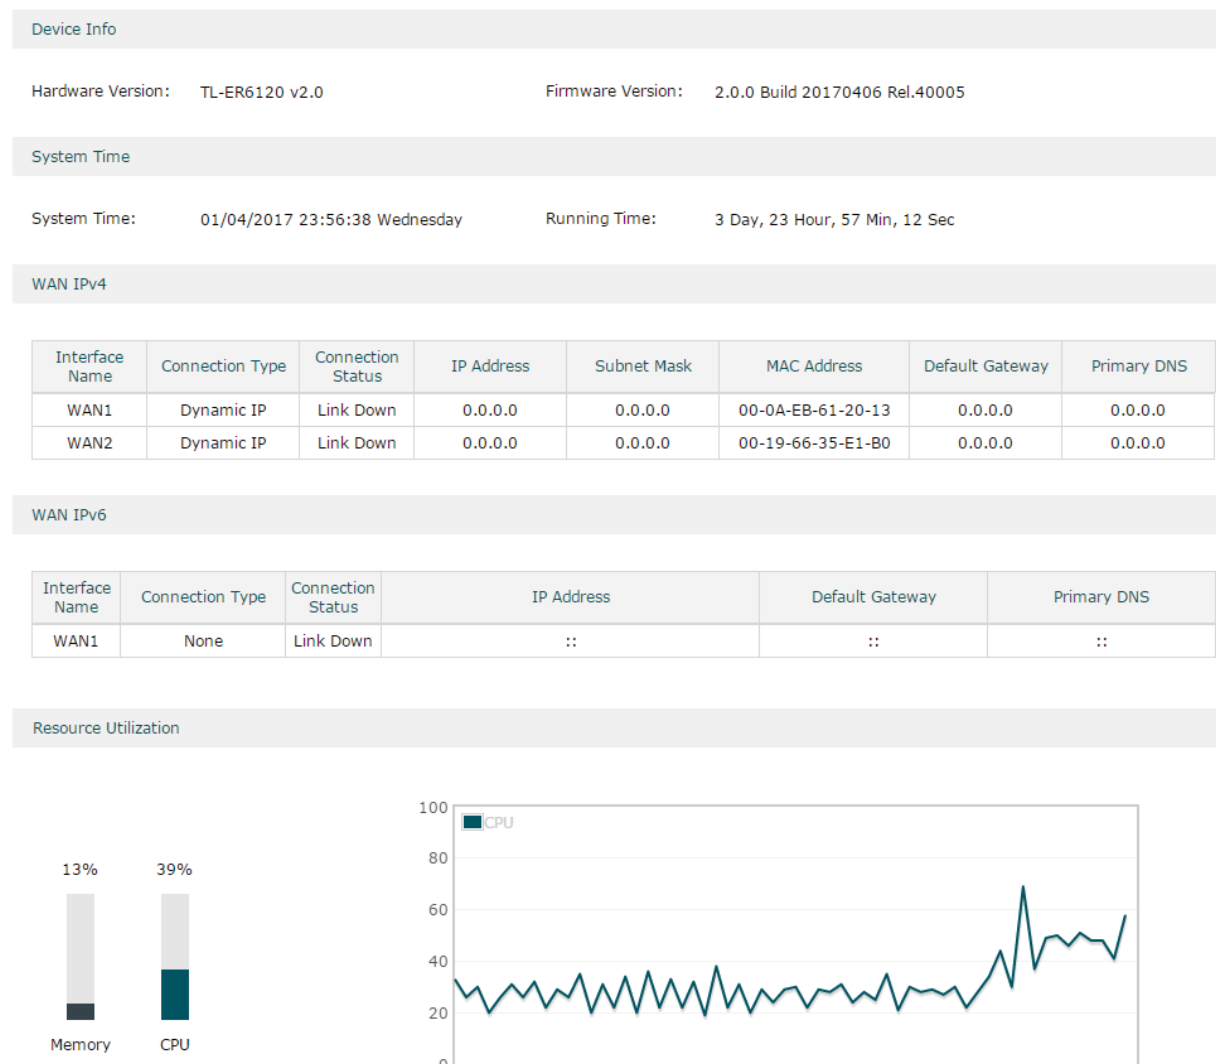 Device Info
Hardware Version: TL-ER6120 v2.0 Firmware Version: 2.0.0 Build 20170406 Rel.40005
System Time
System Time: 01/04/2017 23:56:38 Wednesday Running Time: 3 Day, 23 Hour, 57 Min, 12 Sec
WAN IPv4
Interface Name Connection Type Connection Status IP Address Subnet Mask MAC Address Default Gateway Primary DNS
WAN1 Dynamic IP Link Down 0.0.0.0 0.0.0.0 00-0A-EB-61-20-13 0.0.0.0 0.0.0.0
WAN2 Dynamic IP Link Down 0.0.0.0 0.0.0.0 00-19-66-35-E1-B0 0.0.0.0 0.0.0.0
WAN IPv6
Interface Name Connection Type Connection Status IP Address Default Gateway Primary DNS
WAN1 None Link Down :: :: ::
Resource Utilization
13% 39%
Memory CPU
100
CPU
80
60
40
20
0